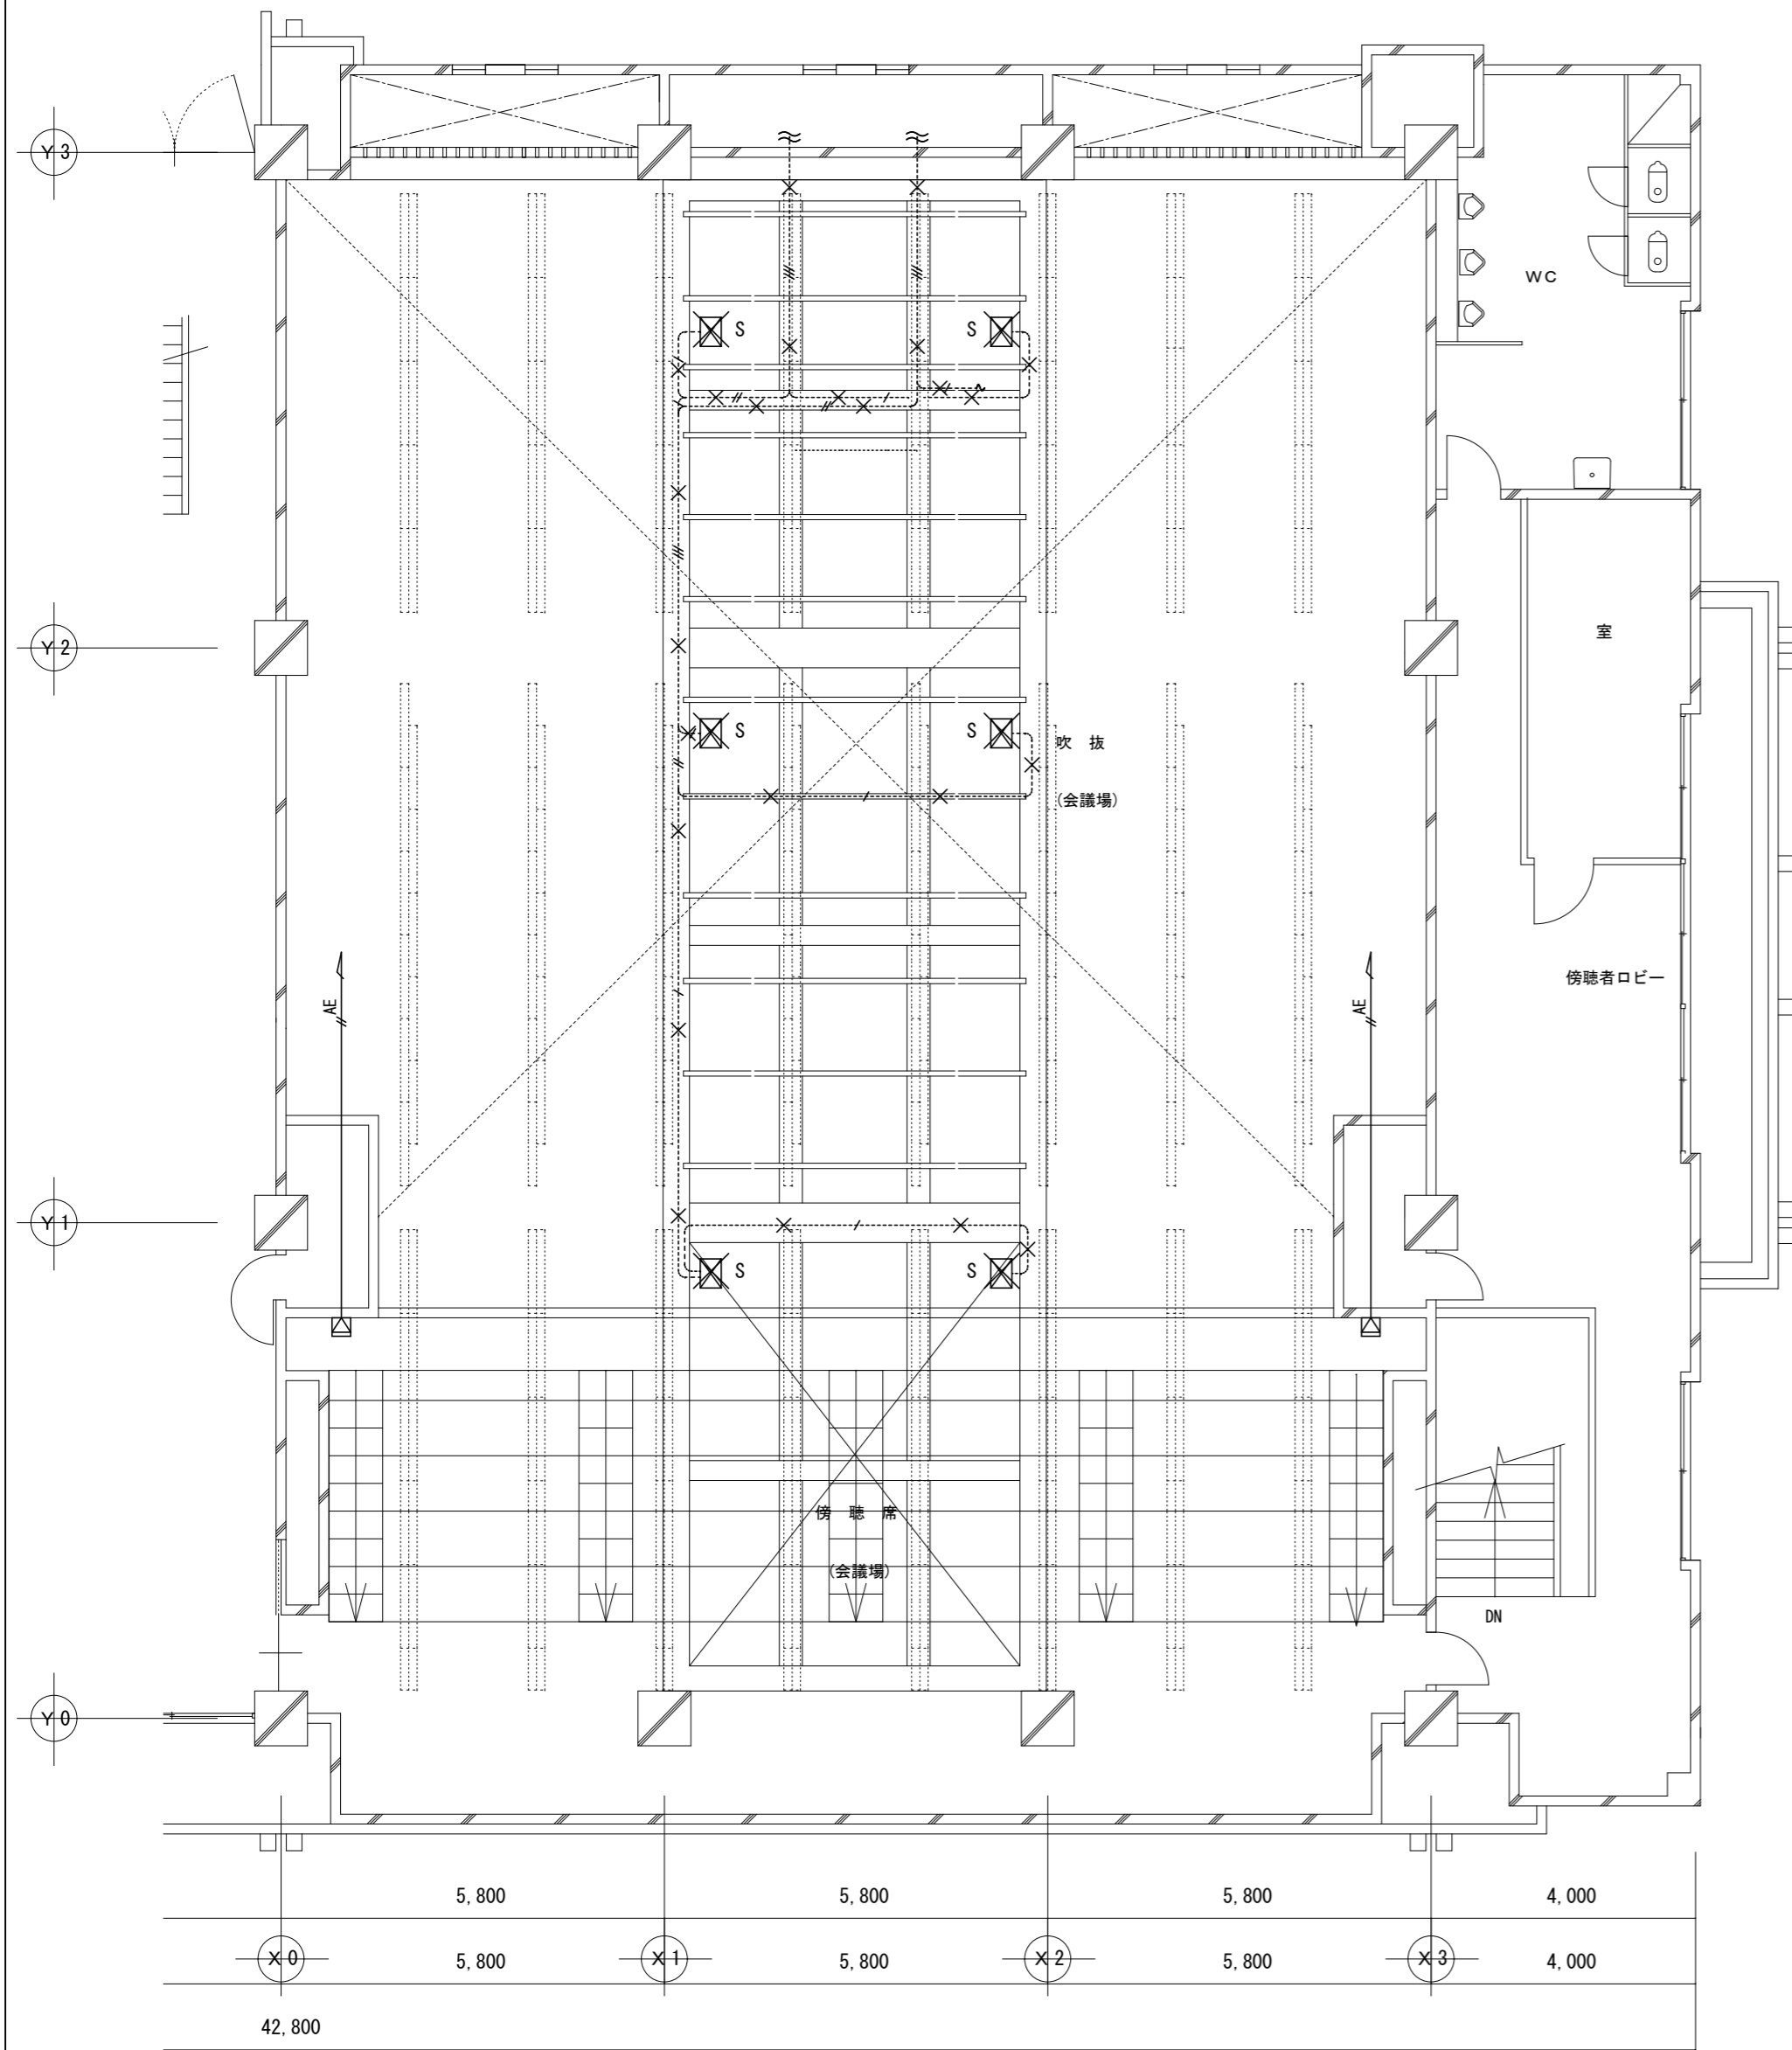 Y3
S
S
WC
Y2
室
S
S
吹 抜
(会議場)
傍聴者ロビー
AE
AE
Y1
S
S
傍 聴 席
(会議場)
DN
Y0
5,800
5,800
5,800
4,000
X0
5,800
X1
5,800
X2
5,800
X3
4,000
42,800